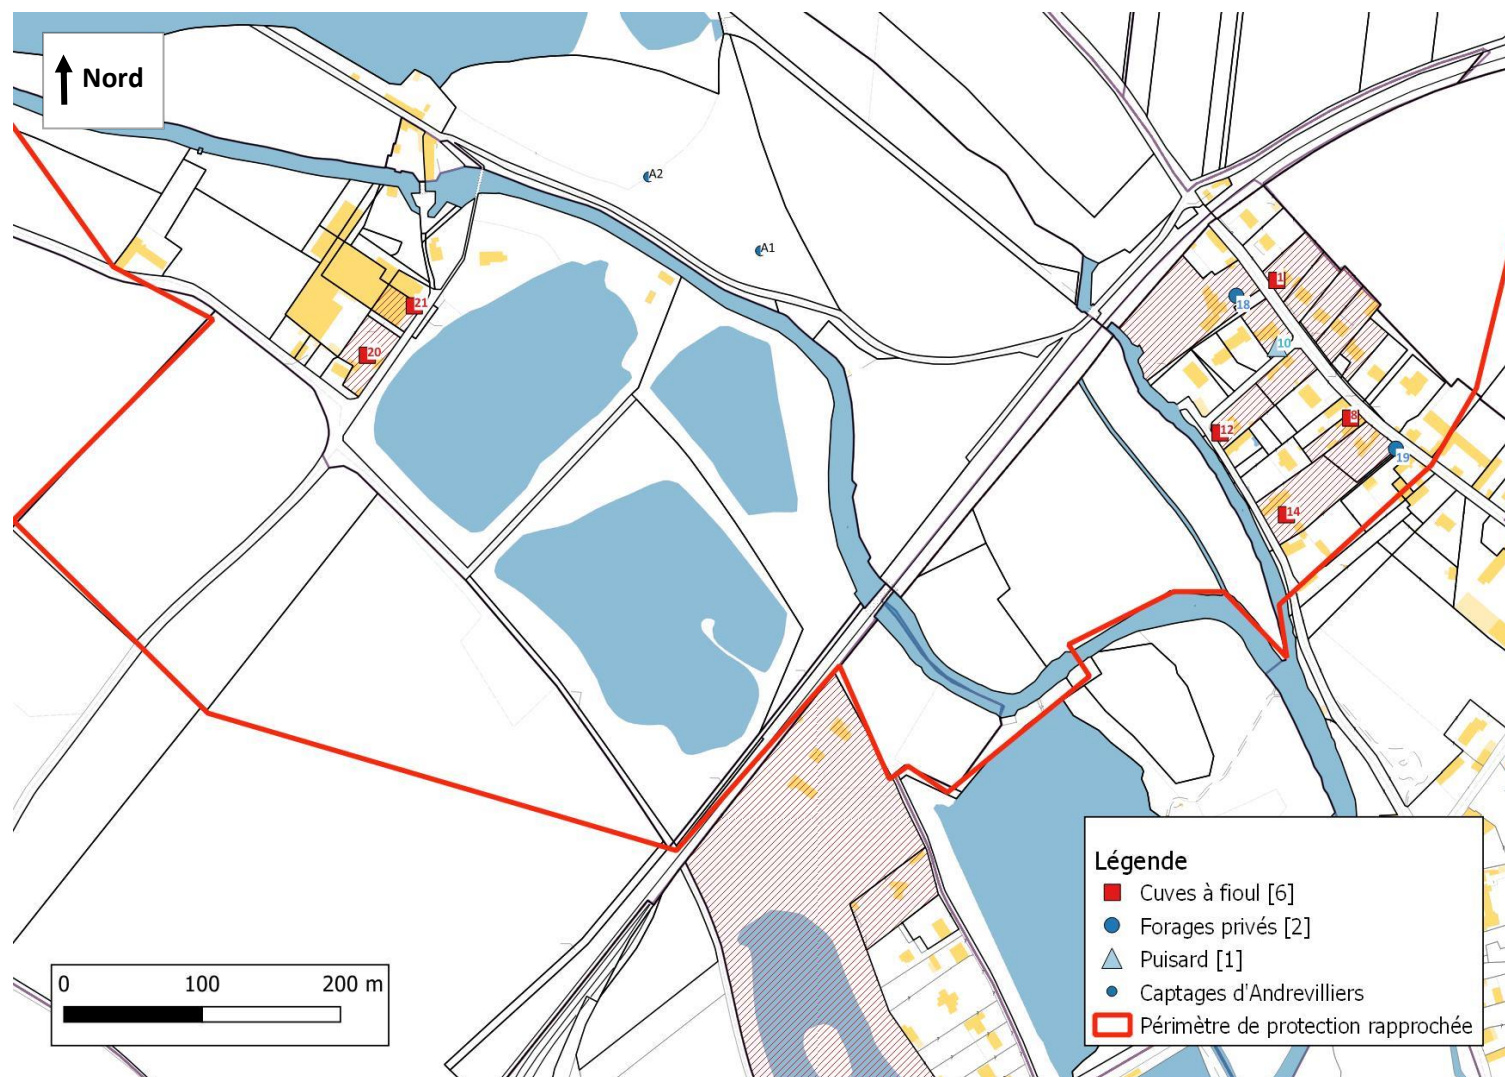 Nord
A2
A1
21
20
1
18
10
8
12
19
14
Légende
Cuves à fioul [6]
Forages privés [2]
Puisard [1]
Captages d'Andrevilliers
Périmètre de protection rapprochée
0 100 200 m